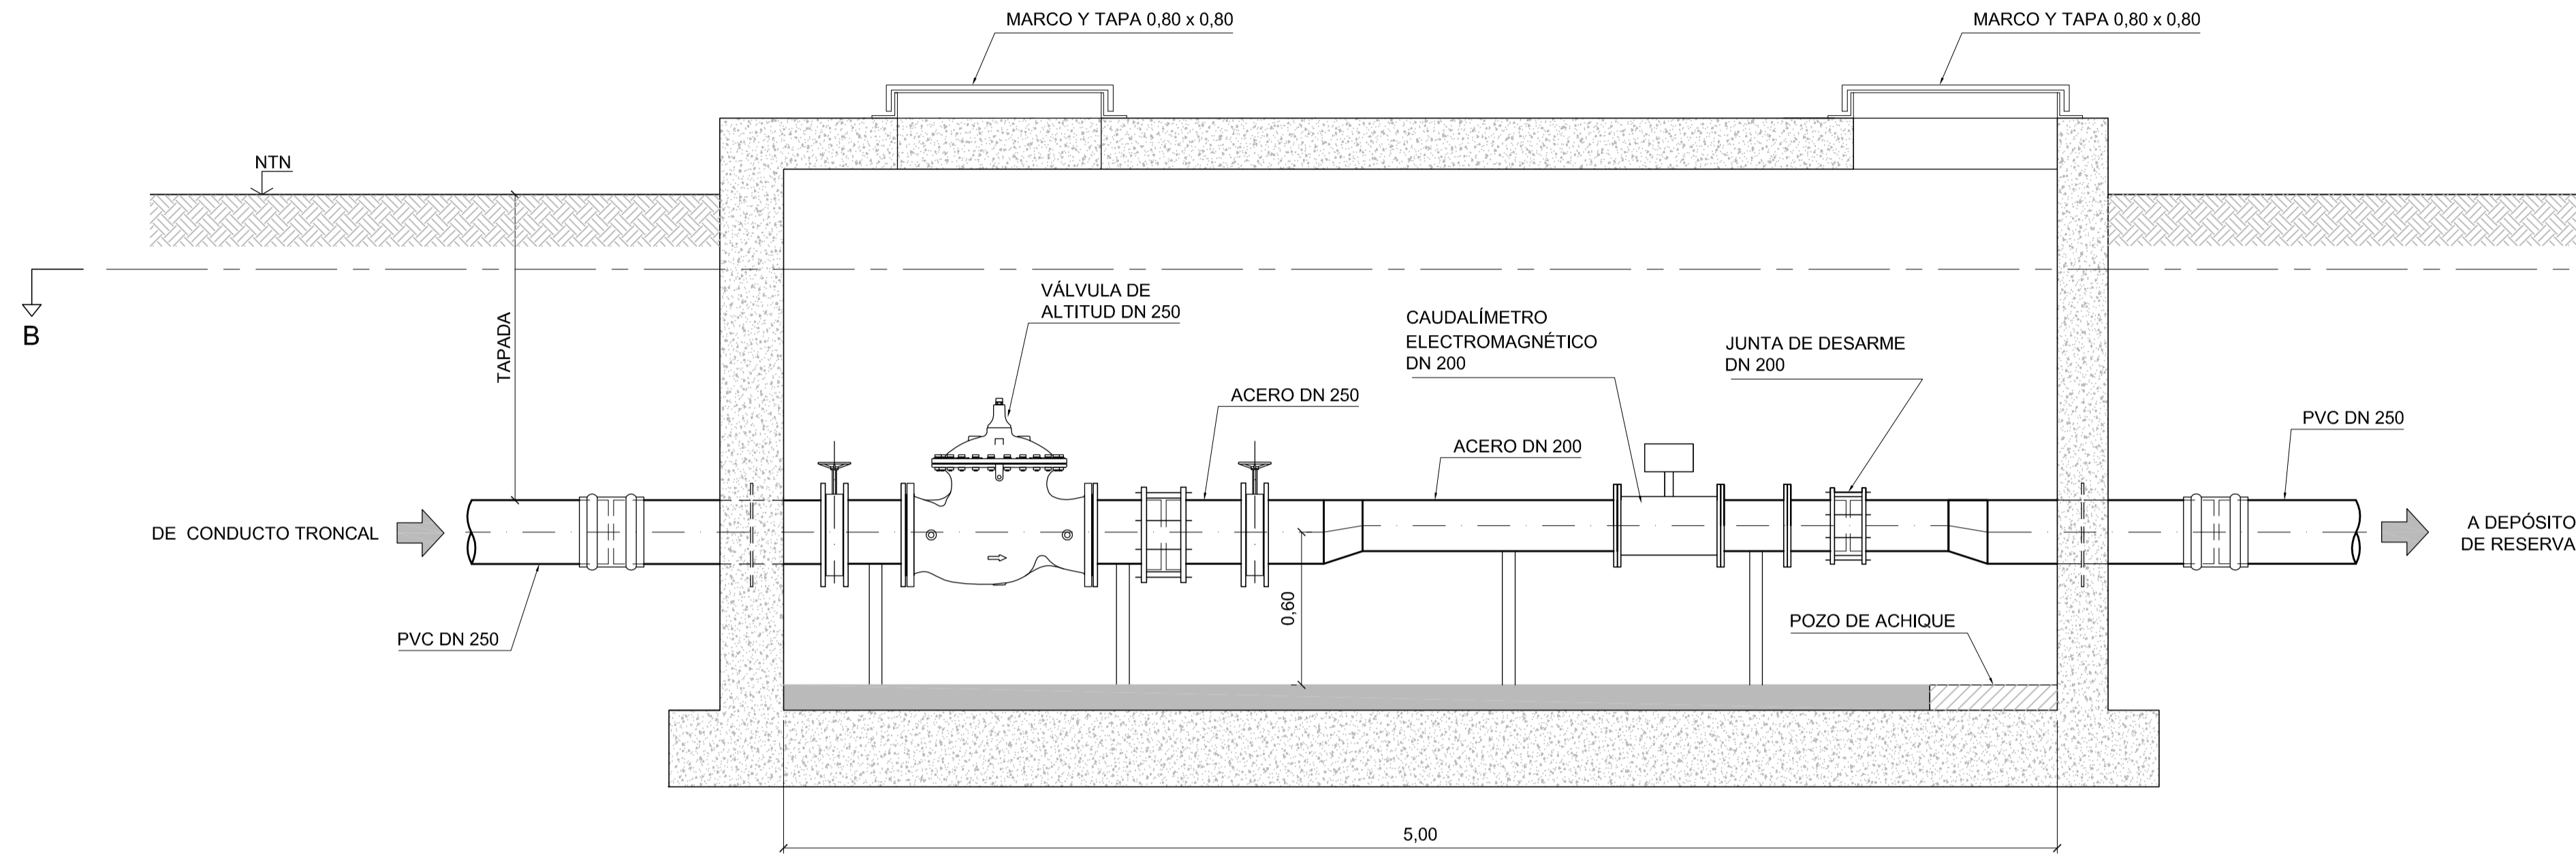 MARCO Y TAPA 0,80 x 0,80
MARCO Y TAPA 0,80 x 0,80
NTN
B
TAPADA
VÁLVULA DE
ALTITUD DN 250
CAUDALÍMETRO
ELECTROMAGNÉTICO
DN 200
JUNTA DE DESARME
DN 200
ACERO DN 250
ACERO DN 200
PVC DN 250
DE CONDUCTO TRONCAL
A DEPÓSITO
DE RESERVA
PVC DN 250
0,60
POZO DE ACHIQUE
5,00